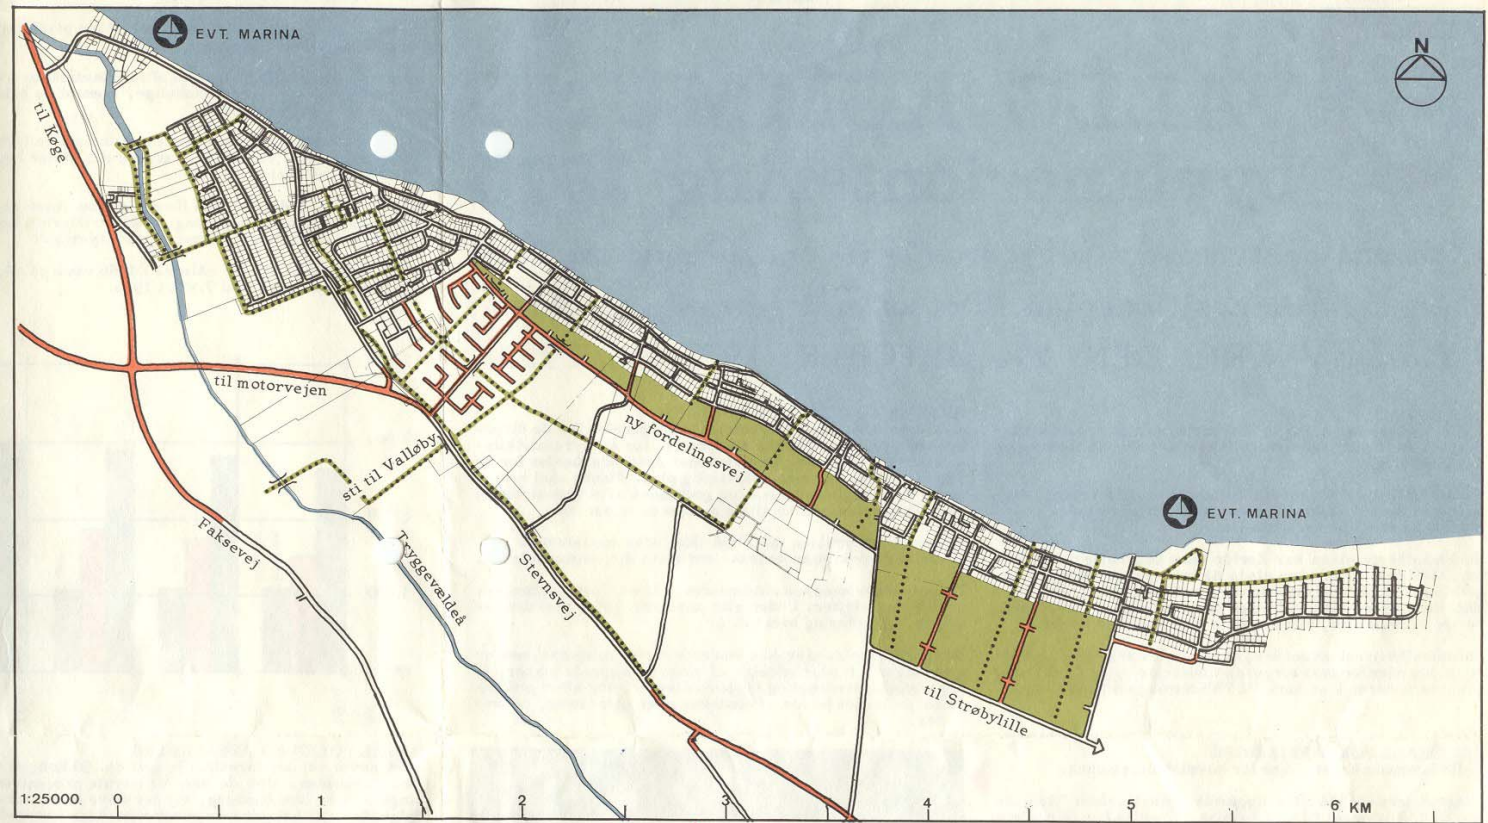 EVT. MARINA
N
til Køge
til motorvejen
ny fordelingsvej
sti til Valløby
EVT. MARINA
Faksevej
Tryggevældeå
Stevnsvej
til Strøbylille
1:25000. 0 1 2 3 4 5 6 KM